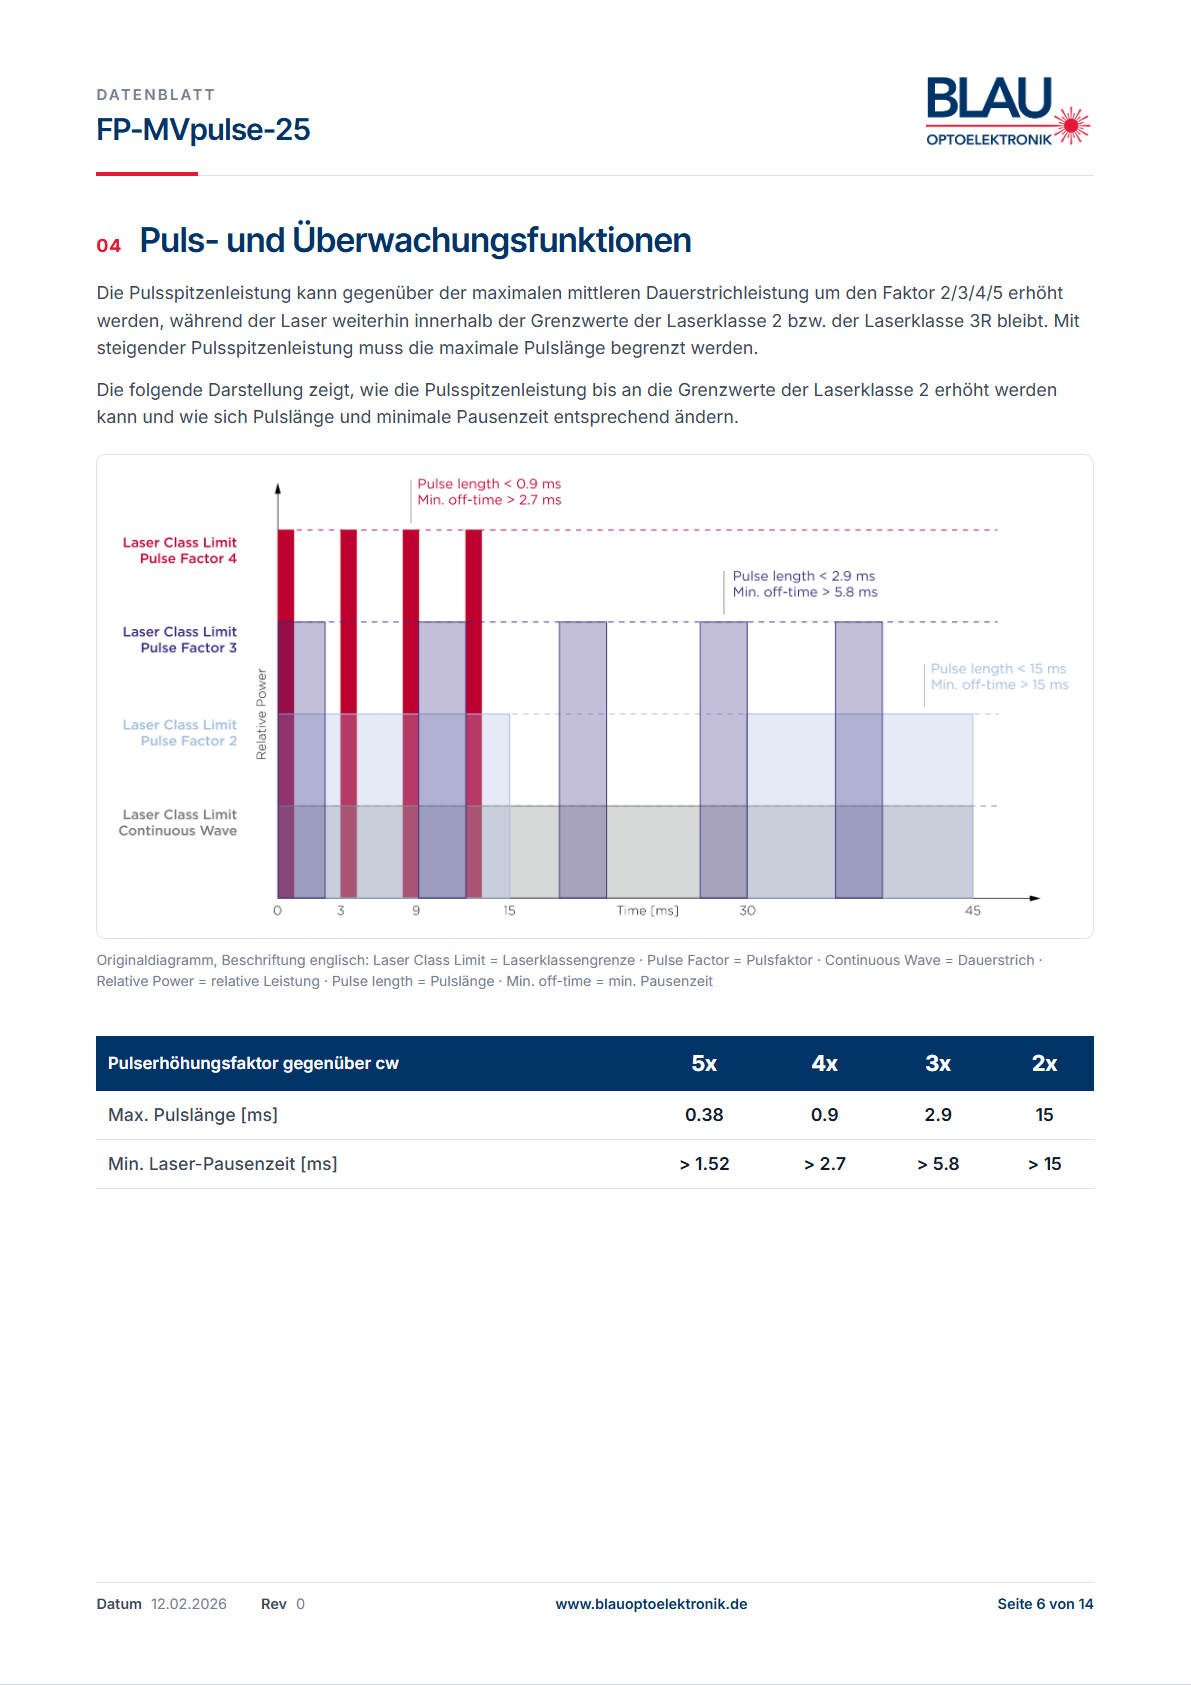 DATENBLATT
FP-MVpulse-25
BLAU
OPTOELEKTRONIK
04 Puls- und Überwachungsfunktionen
Die Pulsspitzenleistung kann gegenüber der maximalen mittleren Dauerstrichleistung um den Faktor 2/3/4/5 erhöht
werden, während der Laser weiterhin innerhalb der Grenzwerte der Laserklasse 2 bzw. der Laserklasse 3R bleibt. Mit
steigender Pulsspitzenleistung muss die maximale Pulslänge begrenzt werden.
Die folgende Darstellung zeigt, wie die Pulsspitzenleistung bis an die Grenzwerte der Laserklasse 2 erhöht werden
kann und wie sich Pulslänge und minimale Pausenzeit entsprechend ändern.
Pulse length < 0.9 ms
Min. off-time > 2.7 ms
Laser Class Limit
Pulse Factor 4
Pulse length < 2.9 ms
Min. off-time > 5.8 ms
Laser Class Limit
Pulse Factor 3
Pulse length < 15 ms
Min. off-time > 15 ms
Relative Power
Laser Class Limit
Pulse Factor 2
Laser Class Limit
Continuous Wave
0 3 9 15 Time [ms] 30 45
Originaldiagramm, Beschriftung englisch: Laser Class Limit = Laserklassengrenze · Pulse Factor = Pulsfaktor · Continuous Wave = Dauerstrich ·
Relative Power = relative Leistung · Pulse length = Pulslänge · Min. off-time = min. Pausenzeit
Pulserhöhungsfaktor gegenüber cw 5x 4x 3x 2x
Max. Pulslänge [ms] 0.38 0.9 2.9 15
Min. Laser-Pausenzeit [ms] > 1.52 > 2.7 > 5.8 > 15
Datum 12.02.2026 Rev 0 www.blauoptoelektronik.de Seite 6 von 14